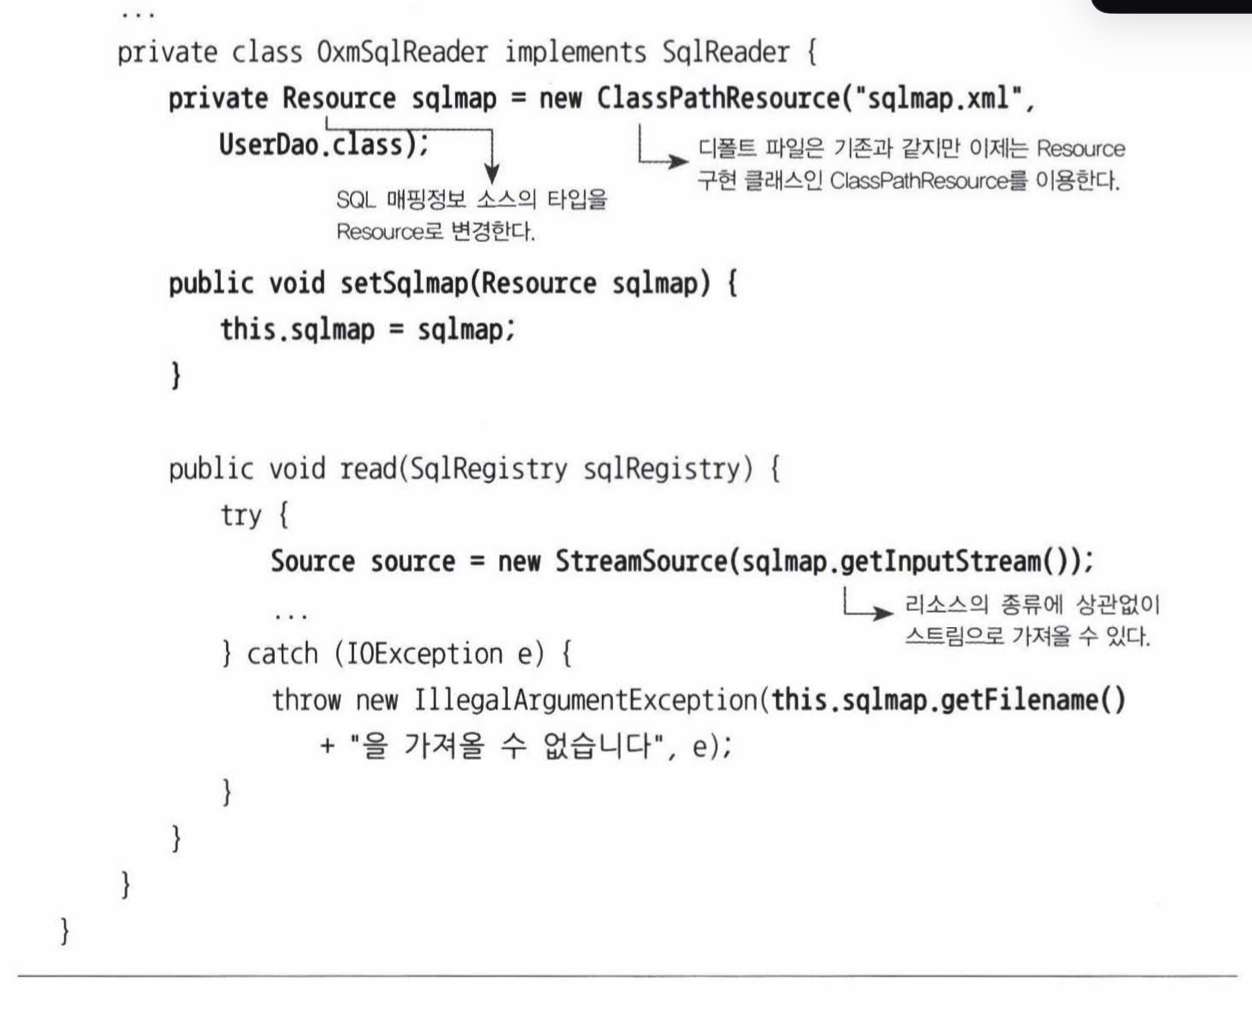 ...
private class OxmSqlReader implements SqlReader {
private Resource sqlmap = new ClassPathResource("sqlmap.xml",
UserDao.class);
디폴트 파일은 기존과 같지만 이제는 Resource
구현 클래스인 ClassPathResource를 이용한다.
SQL 매핑정보 소스의 타입을
Resource로 변경한다.
public void setSqlmap(Resource sqlmap) {
this.sqlmap = sqlmap;
}
public void read(SqlRegistry sqlRegistry) {
try {
Source source = new StreamSource(sqlmap.getInputStream());
리소스의 종류에 상관없이
스트림으로 가져올 수 있다.
...
} catch (IOException e) {
throw new IllegalArgumentException(this.sqlmap.getFilename()
+ "을 가져올 수 없습니다", e);
}
}
}
}